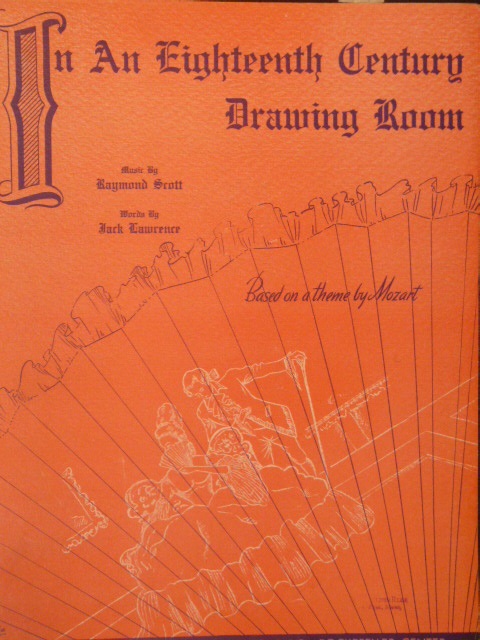 In An Eighteenth Century
Drawing Room
Music By
Raymond Scott
Words By
Jack Lawrence
Based on a theme by Mozart